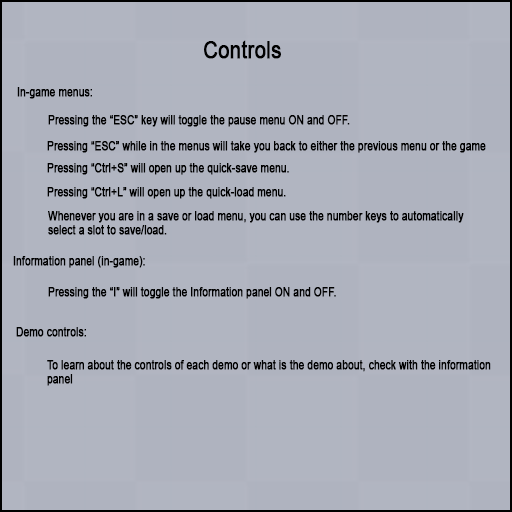 Controls
In-game menus:
Pressing the “ESC” key will toggle the pause menu ON and OFF.
Pressing “ESC” while in the menus will take you back to either the previous menu or the game
Pressing “Ctrl+S” will open up the quick-save menu.
Pressing “Ctrl+L” will open up the quick-load menu.
Whenever you are in a save or load menu, you can use the number keys to automatically
select a slot to save/load.
Information panel (in-game):
Pressing the “I” will toggle the Information panel ON and OFF.
Demo controls:
To learn about the controls of each demo or what is the demo about, check with the information
panel